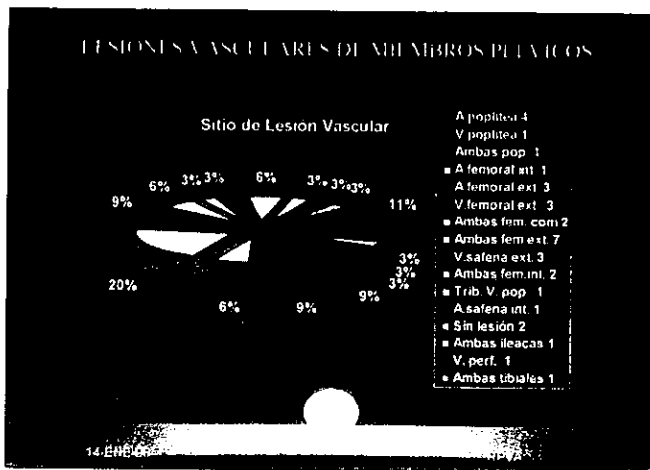 LESIONES VASCULARES DE MIEMBROS PELVICOS
Sitio de Lesión Vascular
6% 3% 3% 6% 3% 3% 3%
9% 11%
3%
3%
3%
20% 6% 9% 9%
A poplitea 4
V poplitea 1
Ambas pop 1
A femoral int. 1
A femoral ext. 3
V.femoral ext. 3
Ambas fem. com 2
Ambas fem ext. 7
V.safena ext. 3
Ambas fem.int. 2
Trib. V. pop 1
A.safena int. 1
Sin lesión 2
Ambas ileacas 1
V. perf. 1
Ambas tibiales 1